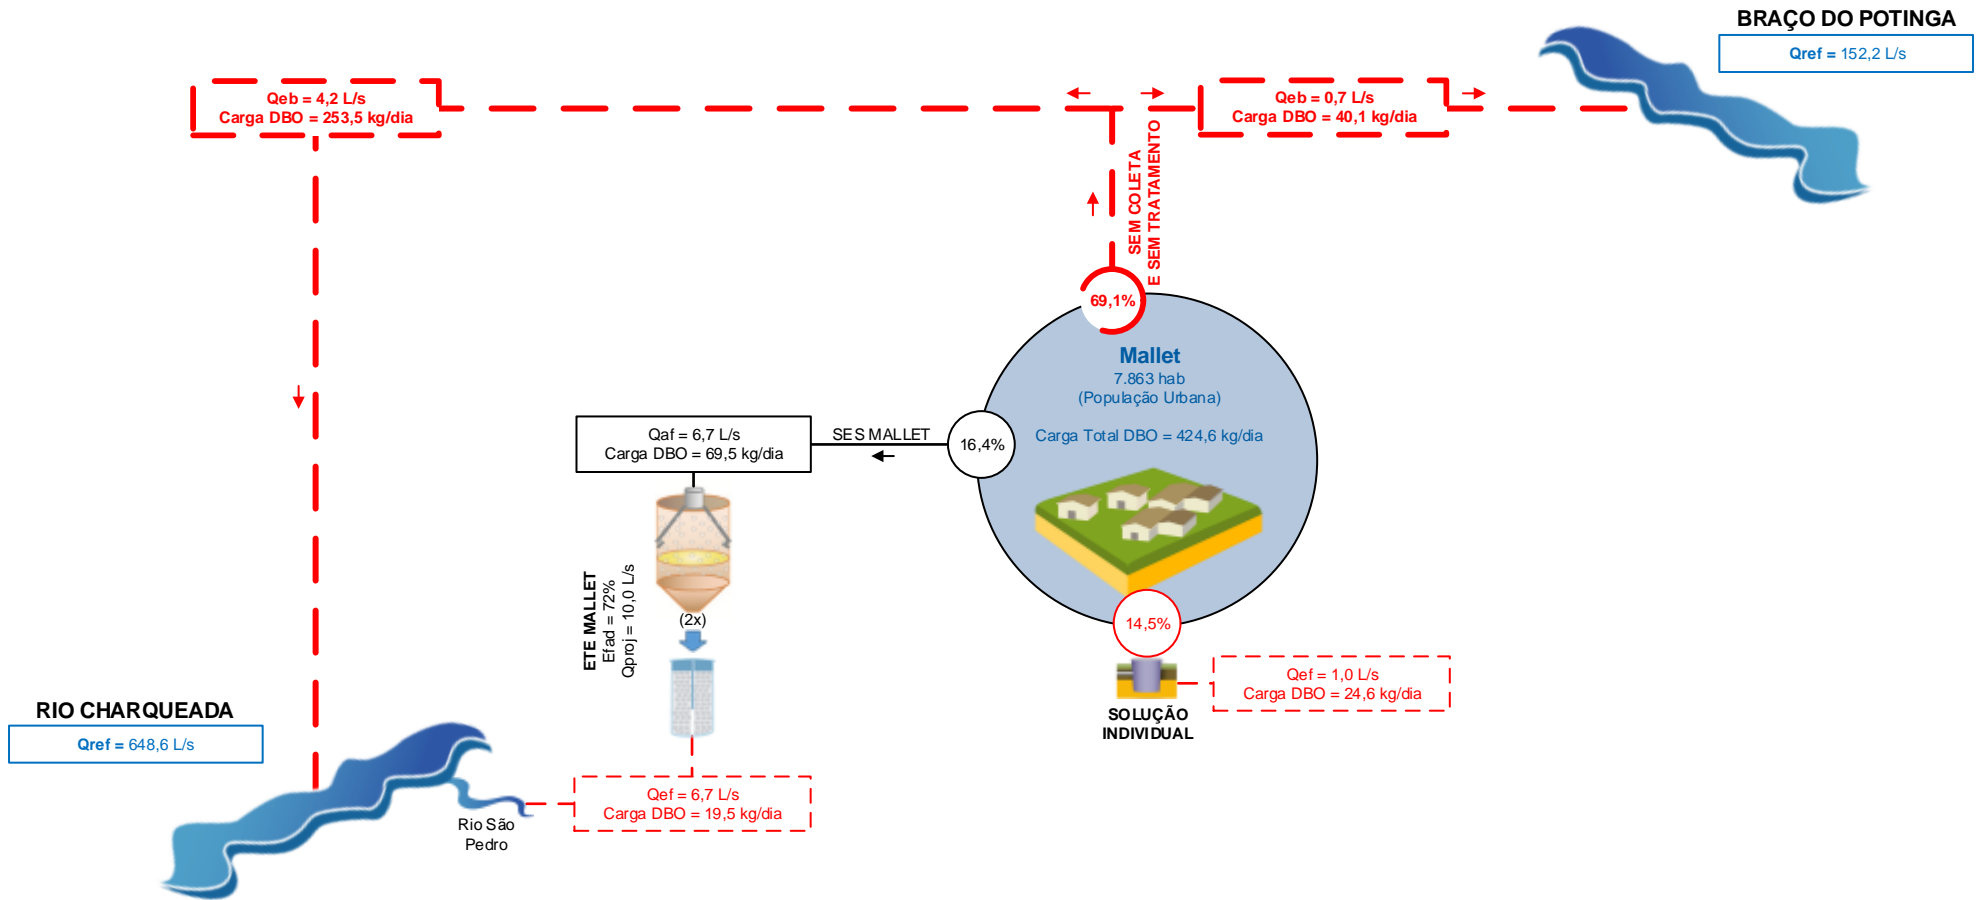 BRAÇO DO POTINGA
Qref = 152,2 L/s
Qeb = 4,2 L/s
Carga DBO = 253,5 kg/dia
Qeb = 0,7 L/s
Carga DBO = 40,1 kg/dia
SEM COLETA
E SEM TRATAMENTO
69,1%
Mallet
7.863 hab
(População Urbana)
Carga Total DBO = 424,6 kg/dia
16,4%
SES MALLET
Qaf = 6,7 L/s
Carga DBO = 69,5 kg/dia
ETE MALLET
Efad = 72%
Qproj = 10,0 L/s
(2x)
14,5%
Qef = 1,0 L/s
Carga DBO = 24,6 kg/dia
SOLUÇÃO
INDIVIDUAL
RIO CHARQUEADA
Qref = 648,6 L/s
Qef = 6,7 L/s
Carga DBO = 19,5 kg/dia
Rio São
Pedro